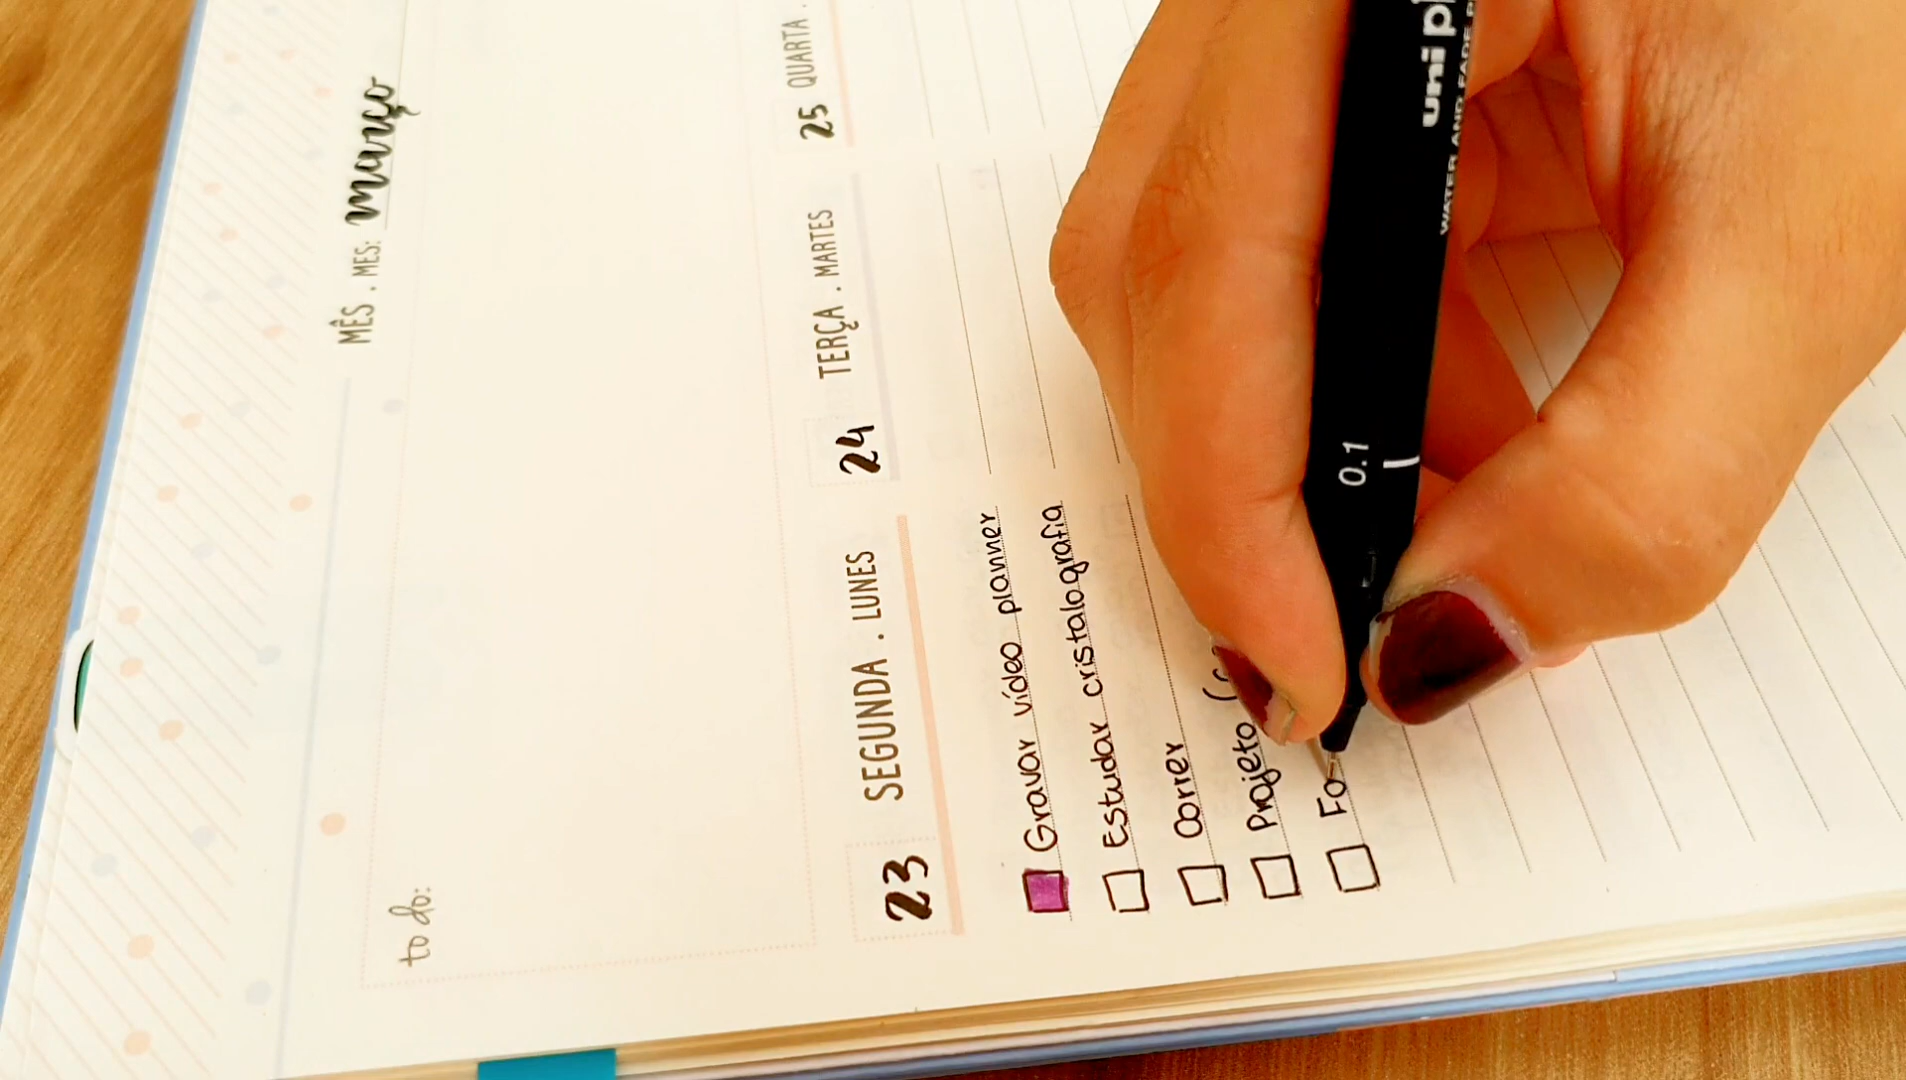 MÊS . MES: março
to do:
23 SEGUNDA . LUNES
Gravar vídeo planner
Estudar cristalografia
Correr
Projeto (
Fo
24 TERÇA . MARTES
25 QUARTA .
uni
WATER AND FADE
0.1